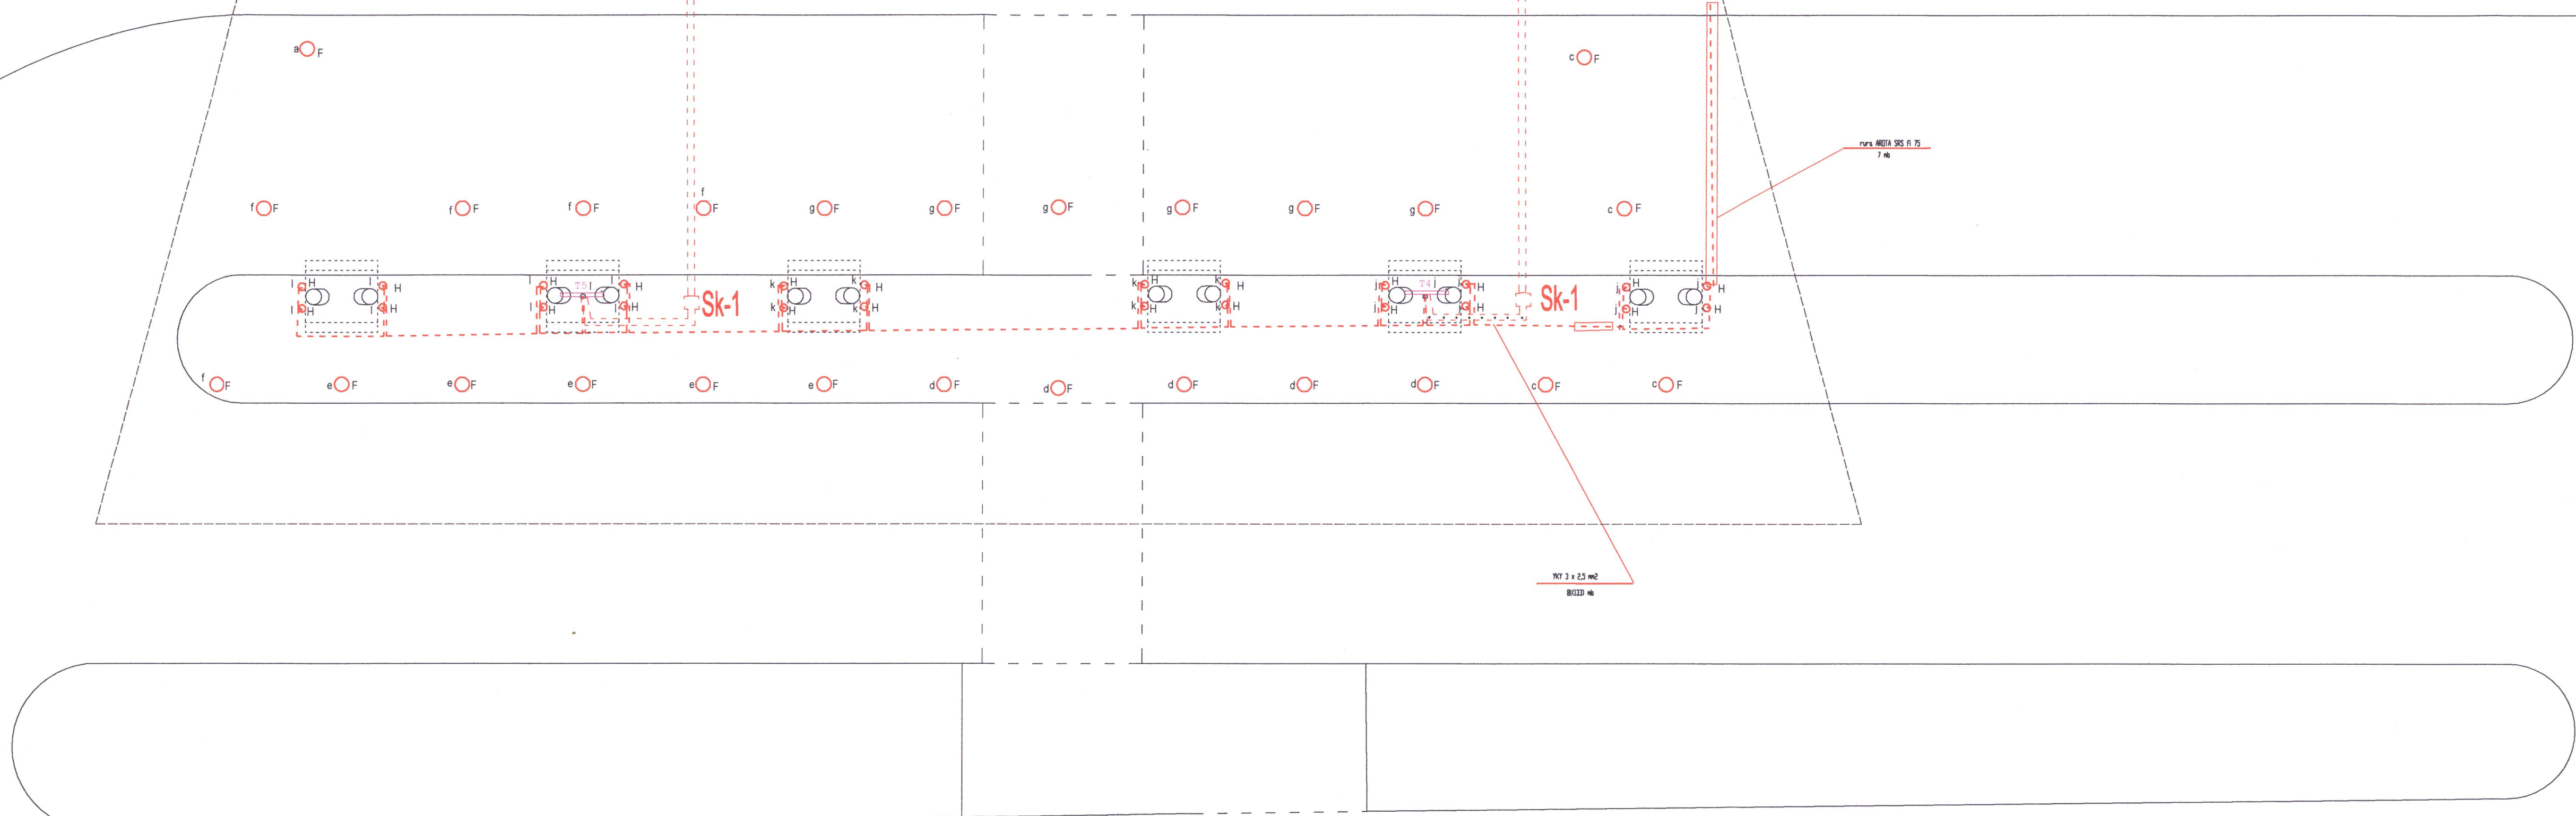 a F
c F
rura AROTA SRS FI 75
7 mb
f
f F f F f F F g F g F g F g F g F g F c F
l H l H
l H l H
l H T5 l l H
l H l H
k H k H
k H k H
Sk-1
k H k H
k H k H
j H T4 j j H
j H j H
Sk-1
j H j H
j H j H
f F e F e F e F e F e F d F d F d F d F d F c F c F
YKY 3 x 2,5 mm2